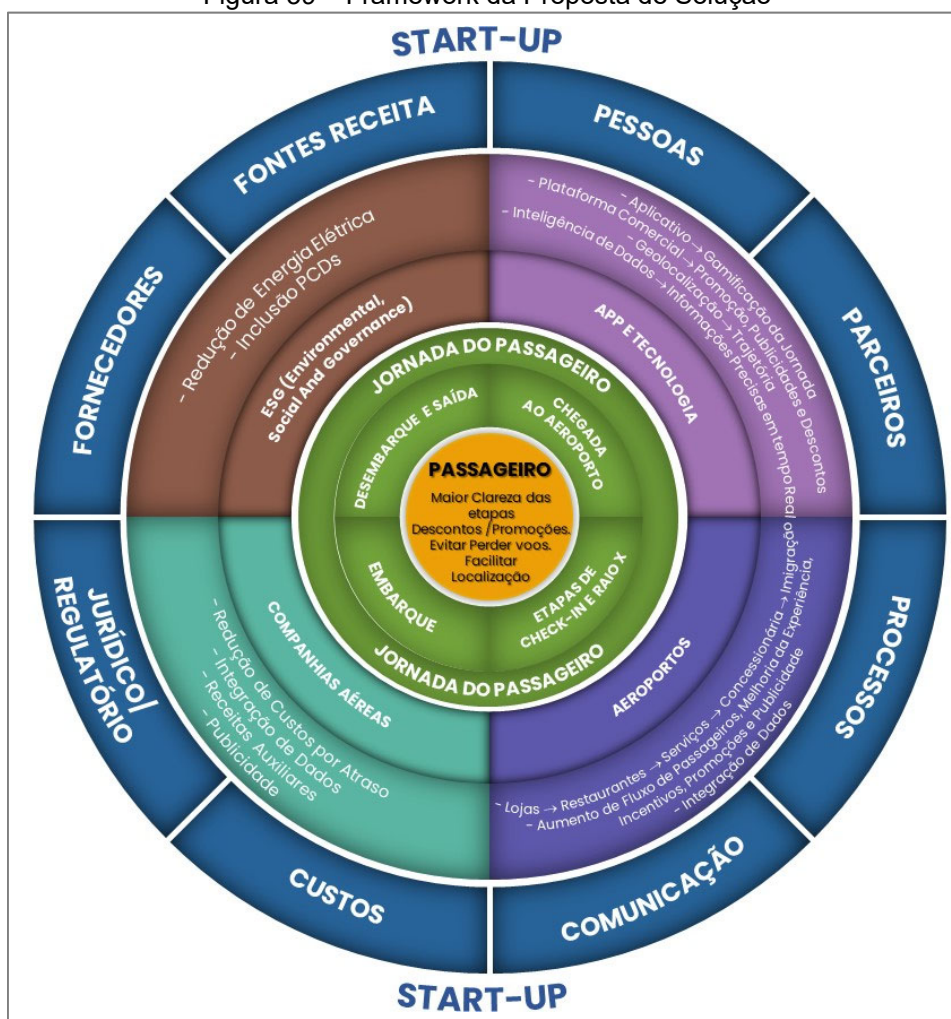 START-UP
FONTES RECEITA
PESSOAS
FORNECEDORES
PARCEIROS
JURÍDICO/
REGULATÓRIO
PROCESSOS
CUSTOS
COMUNICAÇÃO
- Redução de Energia Elétrica
- Inclusão PCDs
ESG (Environmental,
Social And Governance)
- Aplicativo → Gamificação da Jornada
- Plataforma Comercial → Promoção, Publicidades e Descontos
- Geolocalização → Trajetória
- Inteligência de Dados → Informações Precisas em tempo Real
APP E TECNOLOGIA
JORNADA DO PASSAGEIRO
DESEMBARQUE E SAÍDA
CHEGADA
AO AEROPORTO
PASSAGEIRO
Maior Clareza das
etapas
Descontos /Promoções.
Evitar Perder voos.
Facilitar
Localização
EMBARQUE
ETAPAS DE
CHECK-IN E RAIO X
JORNADA DO PASSAGEIRO
COMPANHIAS AÉREAS
- Redução de Custos por Atraso
- Integração de Dados
- Receitas Auxiliares
- Publicidade
AEROPORTOS
- Lojas → Restaurantes → Serviços → Concessionária → Imigração
- Aumento de Fluxo de Passageiros, Melhoria da Experiência,
Incentivos, Promoções e Publicidade
- Integração de Dados
START-UP